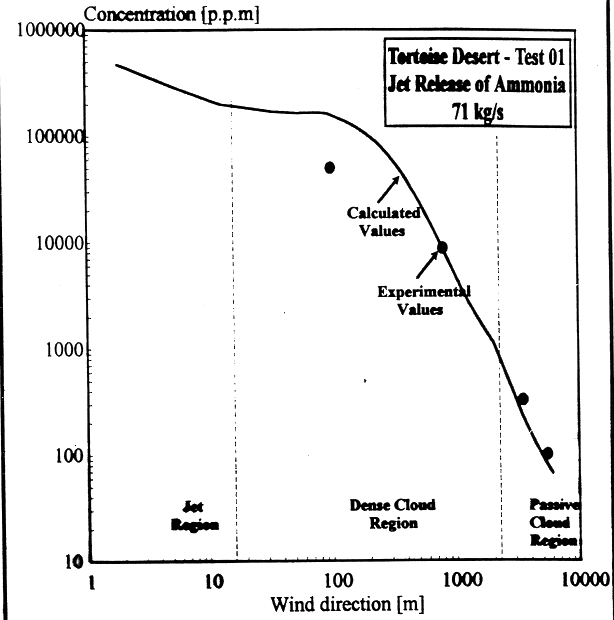 Concentration [p.p.m]
1000000
100000
10000
1000
100
10
Tortoise Desert - Test 01
Jet Release of Ammonia
71 kg/s
Calculated
Values
Experimental
Values
Jet
Region
Dense Cloud
Region
Passive
Cloud
Region
1 10 100 1000 10000
Wind direction [m]